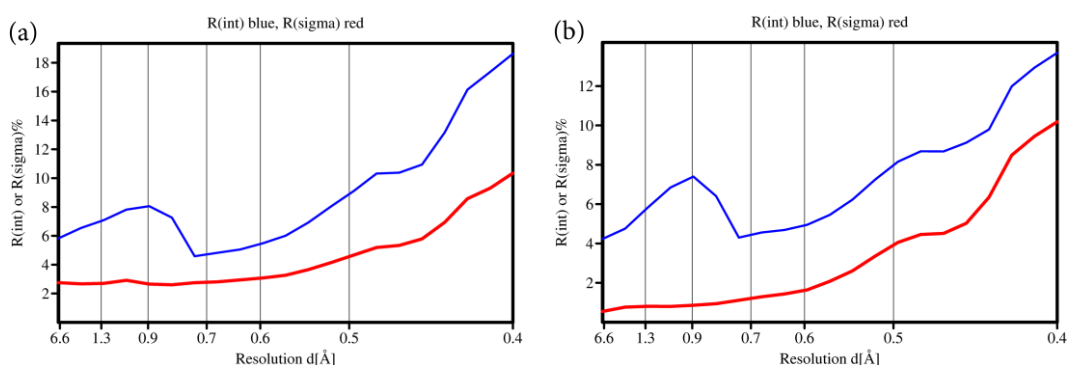 (a)
R(int) blue, R(sigma) red
R(int) or R(sigma)%
18
16
14
12
10
8
6
4
2
6.6 1.3 0.9 0.7 0.6 0.5 0.4
Resolution d[Å]
(b)
R(int) blue, R(sigma) red
R(int) or R(sigma)%
12
10
8
6
4
2
6.6 1.3 0.9 0.7 0.6 0.5 0.4
Resolution d[Å]